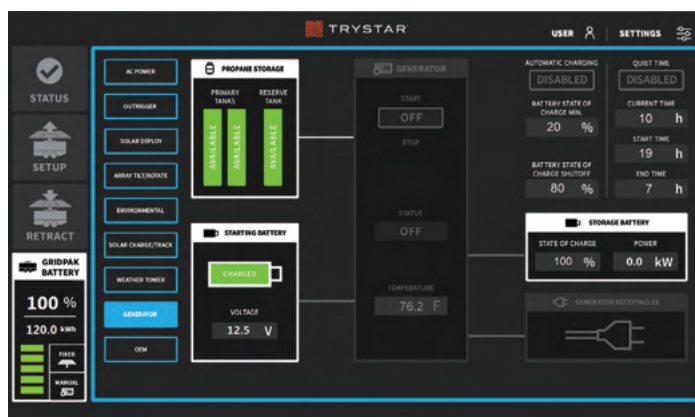 TRYSTAR
USER
SETTINGS
STATUS
SETUP
RETRACT
GRIDPAK
BATTERY
100 %
120.0 kWh
FIXED
MANUAL
AC POWER
OUTRIGGER
SOLAR DEPLOY
ARRAY TILT/ROTATE
ENVIRONMENTAL
SOLAR CHARGE/TRACK
WEATHER TOWER
GENERATOR
OEM
PROPANE STORAGE
PRIMARY
TANKS
RESERVE
TANK
AVAILABLE
AVAILABLE
AVAILABLE
STARTING BATTERY
CHARGED
VOLTAGE
12.5 V
GENERATOR
START
OFF
STOP
STATUS
OFF
TEMPERATURE
76.2 F
AUTOMATIC CHARGING
DISABLED
BATTERY STATE OF
CHARGE MIN.
20 %
BATTERY STATE OF
CHARGE SHUTOFF
80 %
QUIET TIME
DISABLED
CURRENT TIME
10 h
START TIME
19 h
END TIME
7 h
STORAGE BATTERY
STATE OF CHARGE
100 %
POWER
0.0 kW
GENERATOR RECEPTACLES